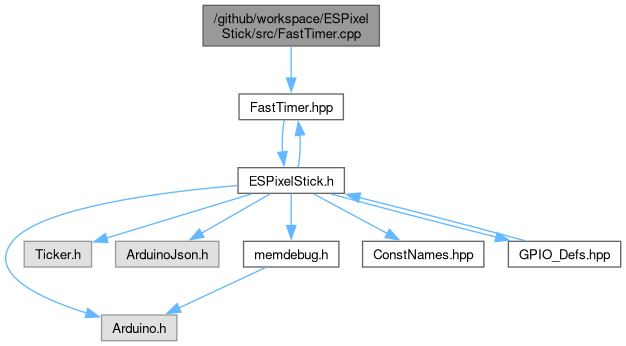 /github/workspace/ESPixel
Stick/src/FastTimer.cpp
FastTimer.hpp
ESPixelStick.h
Ticker.h
ArduinoJson.h
memdebug.h
ConstNames.hpp
GPIO_Defs.hpp
Arduino.h